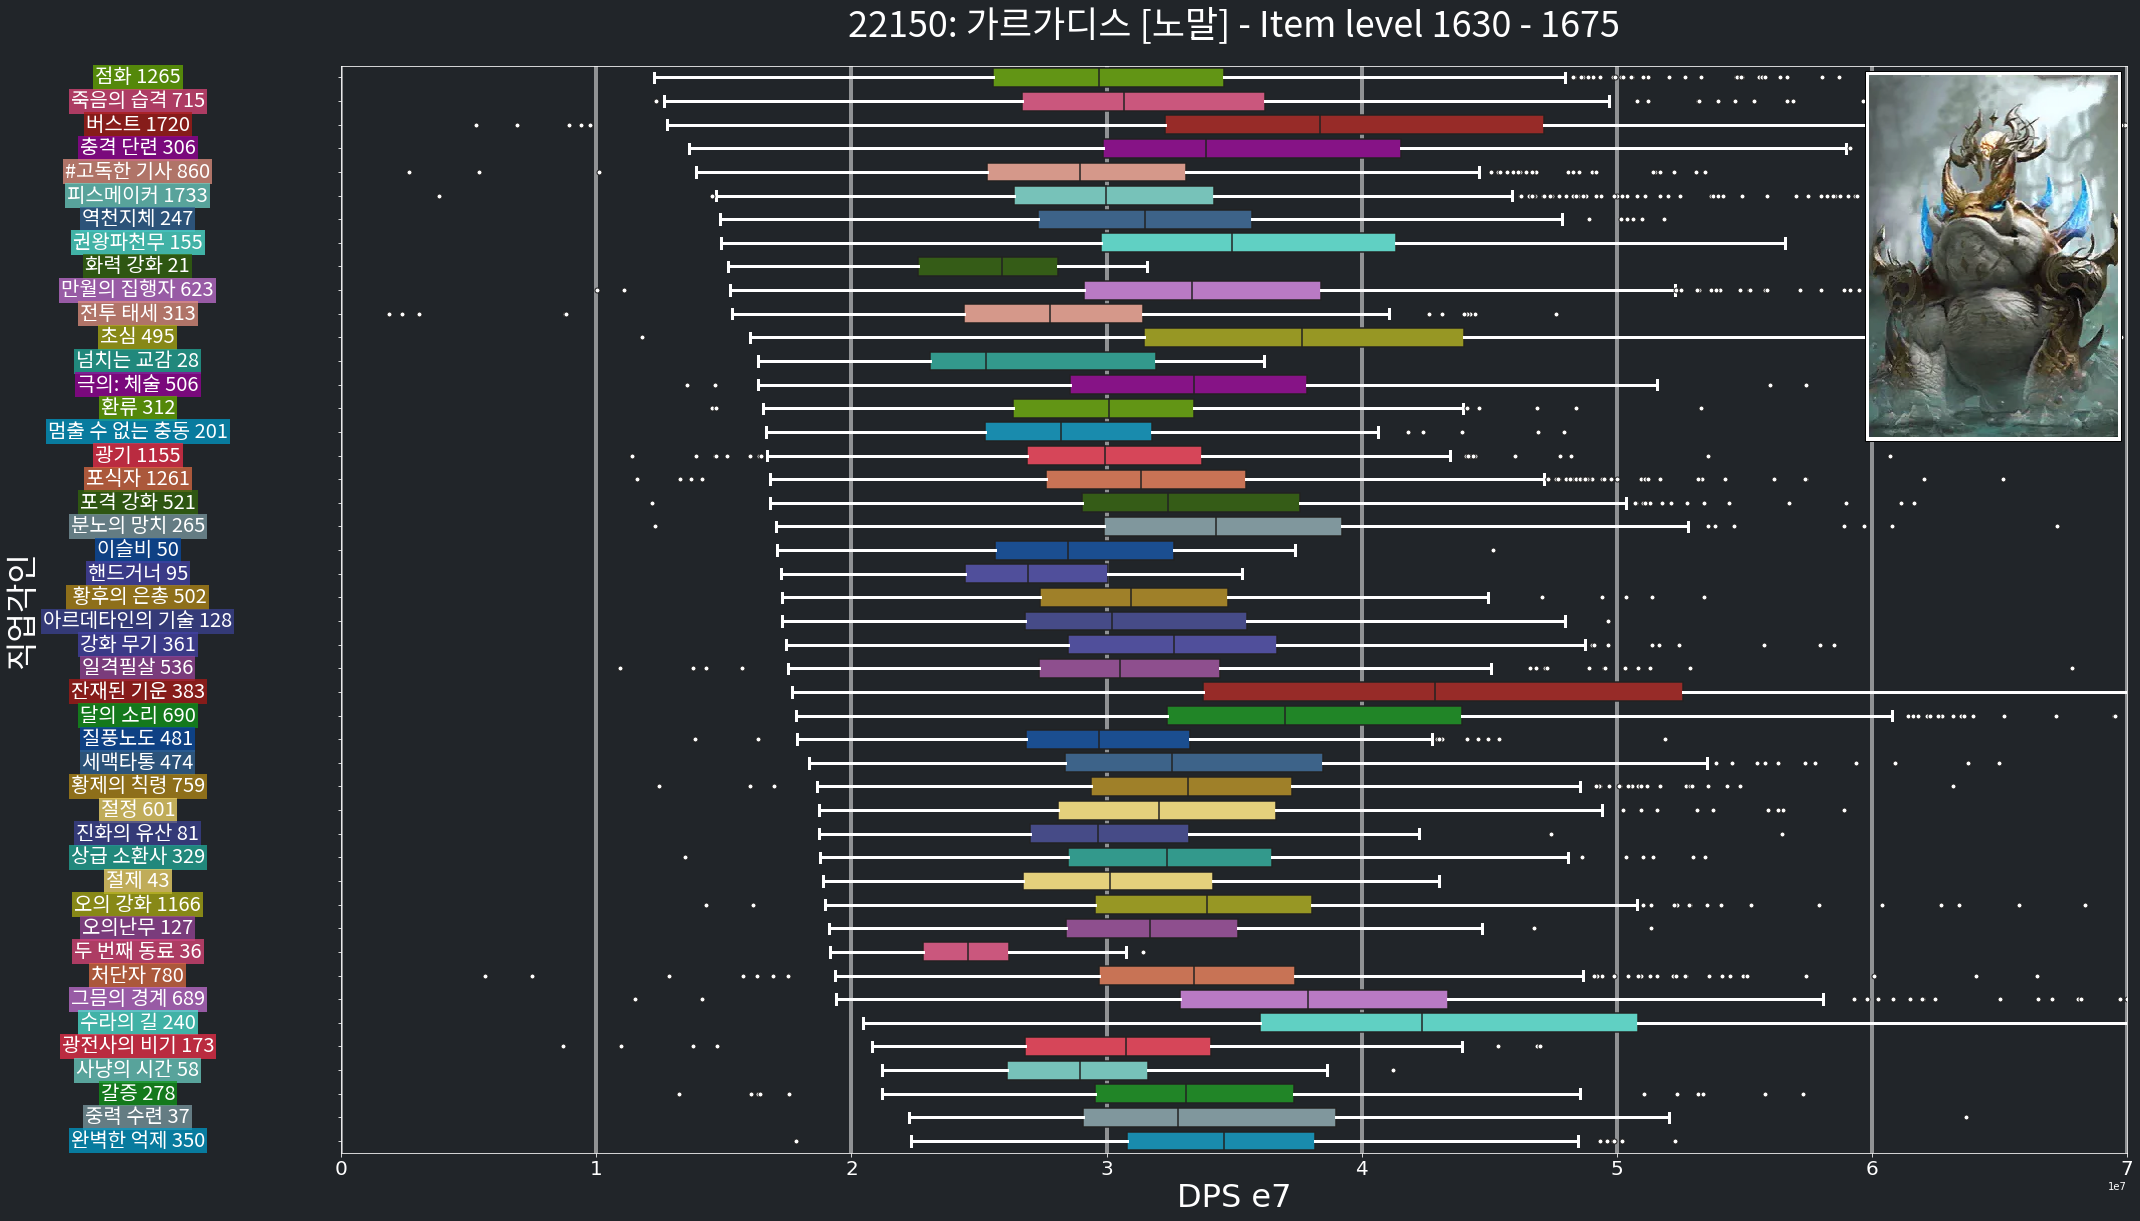 22150: 가르가디스 [노말] - Item level 1630 - 1675
점화 1265
죽음의 습격 715
버스트 1720
충격 단련 306
#고독한 기사 860
피스메이커 1733
역천지체 247
권왕파천무 155
화력 강화 21
만월의 집행자 623
전투 태세 313
초심 495
넘치는 교감 28
극의: 체술 506
환류 312
멈출 수 없는 충동 201
광기 1155
포식자 1261
포격 강화 521
분노의 망치 265
이슬비 50
핸드거너 95
황후의 은총 502
아르데타인의 기술 128
강화 무기 361
일격필살 536
잔재된 기운 383
달의 소리 690
질풍노도 481
세맥타통 474
황제의 칙령 759
절정 601
진화의 유산 81
상급 소환사 329
절제 43
오의 강화 1166
오의난무 127
두 번째 동료 36
처단자 780
그믐의 경계 689
수라의 길 240
광전사의 비기 173
사냥의 시간 58
갈증 278
중력 수련 37
완벽한 억제 350
직업각인
0 1 2 3 4 5 6 7
1e7
DPS e7